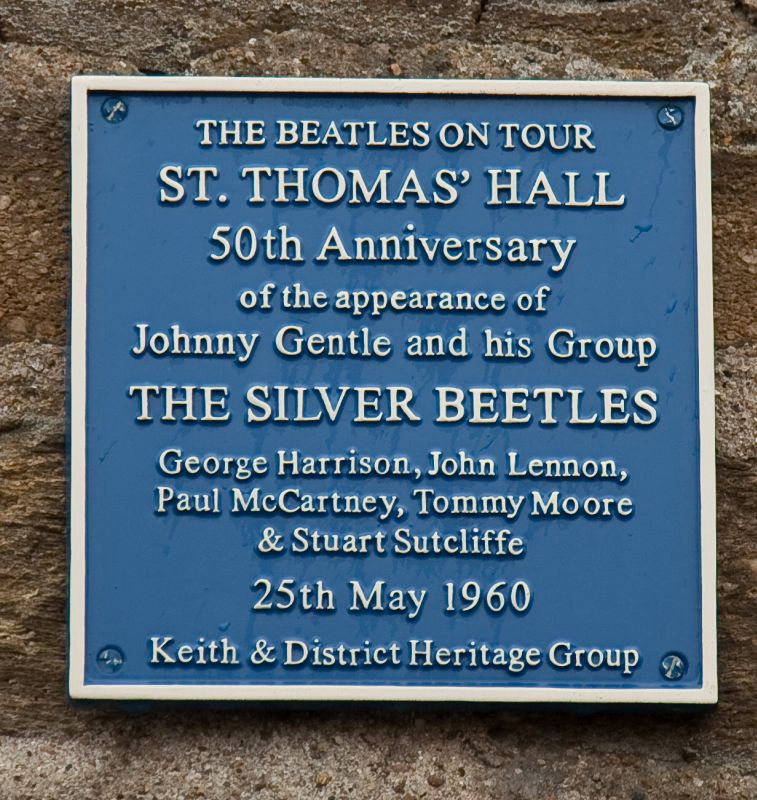 THE BEATLES ON TOUR
ST. THOMAS’ HALL
50th Anniversary
of the appearance of
Johnny Gentle and his Group
THE SILVER BEETLES
George Harrison, John Lennon,
Paul McCartney, Tommy Moore
& Stuart Sutcliffe
25th May 1960
Keith & District Heritage Group